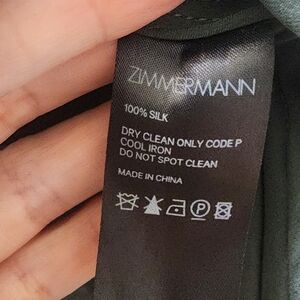 ZIMMERMANN
100% SILK
DRY CLEAN ONLY CODE P
COOL IRON
DO NOT SPOT CLEAN
MADE IN CHINA
P